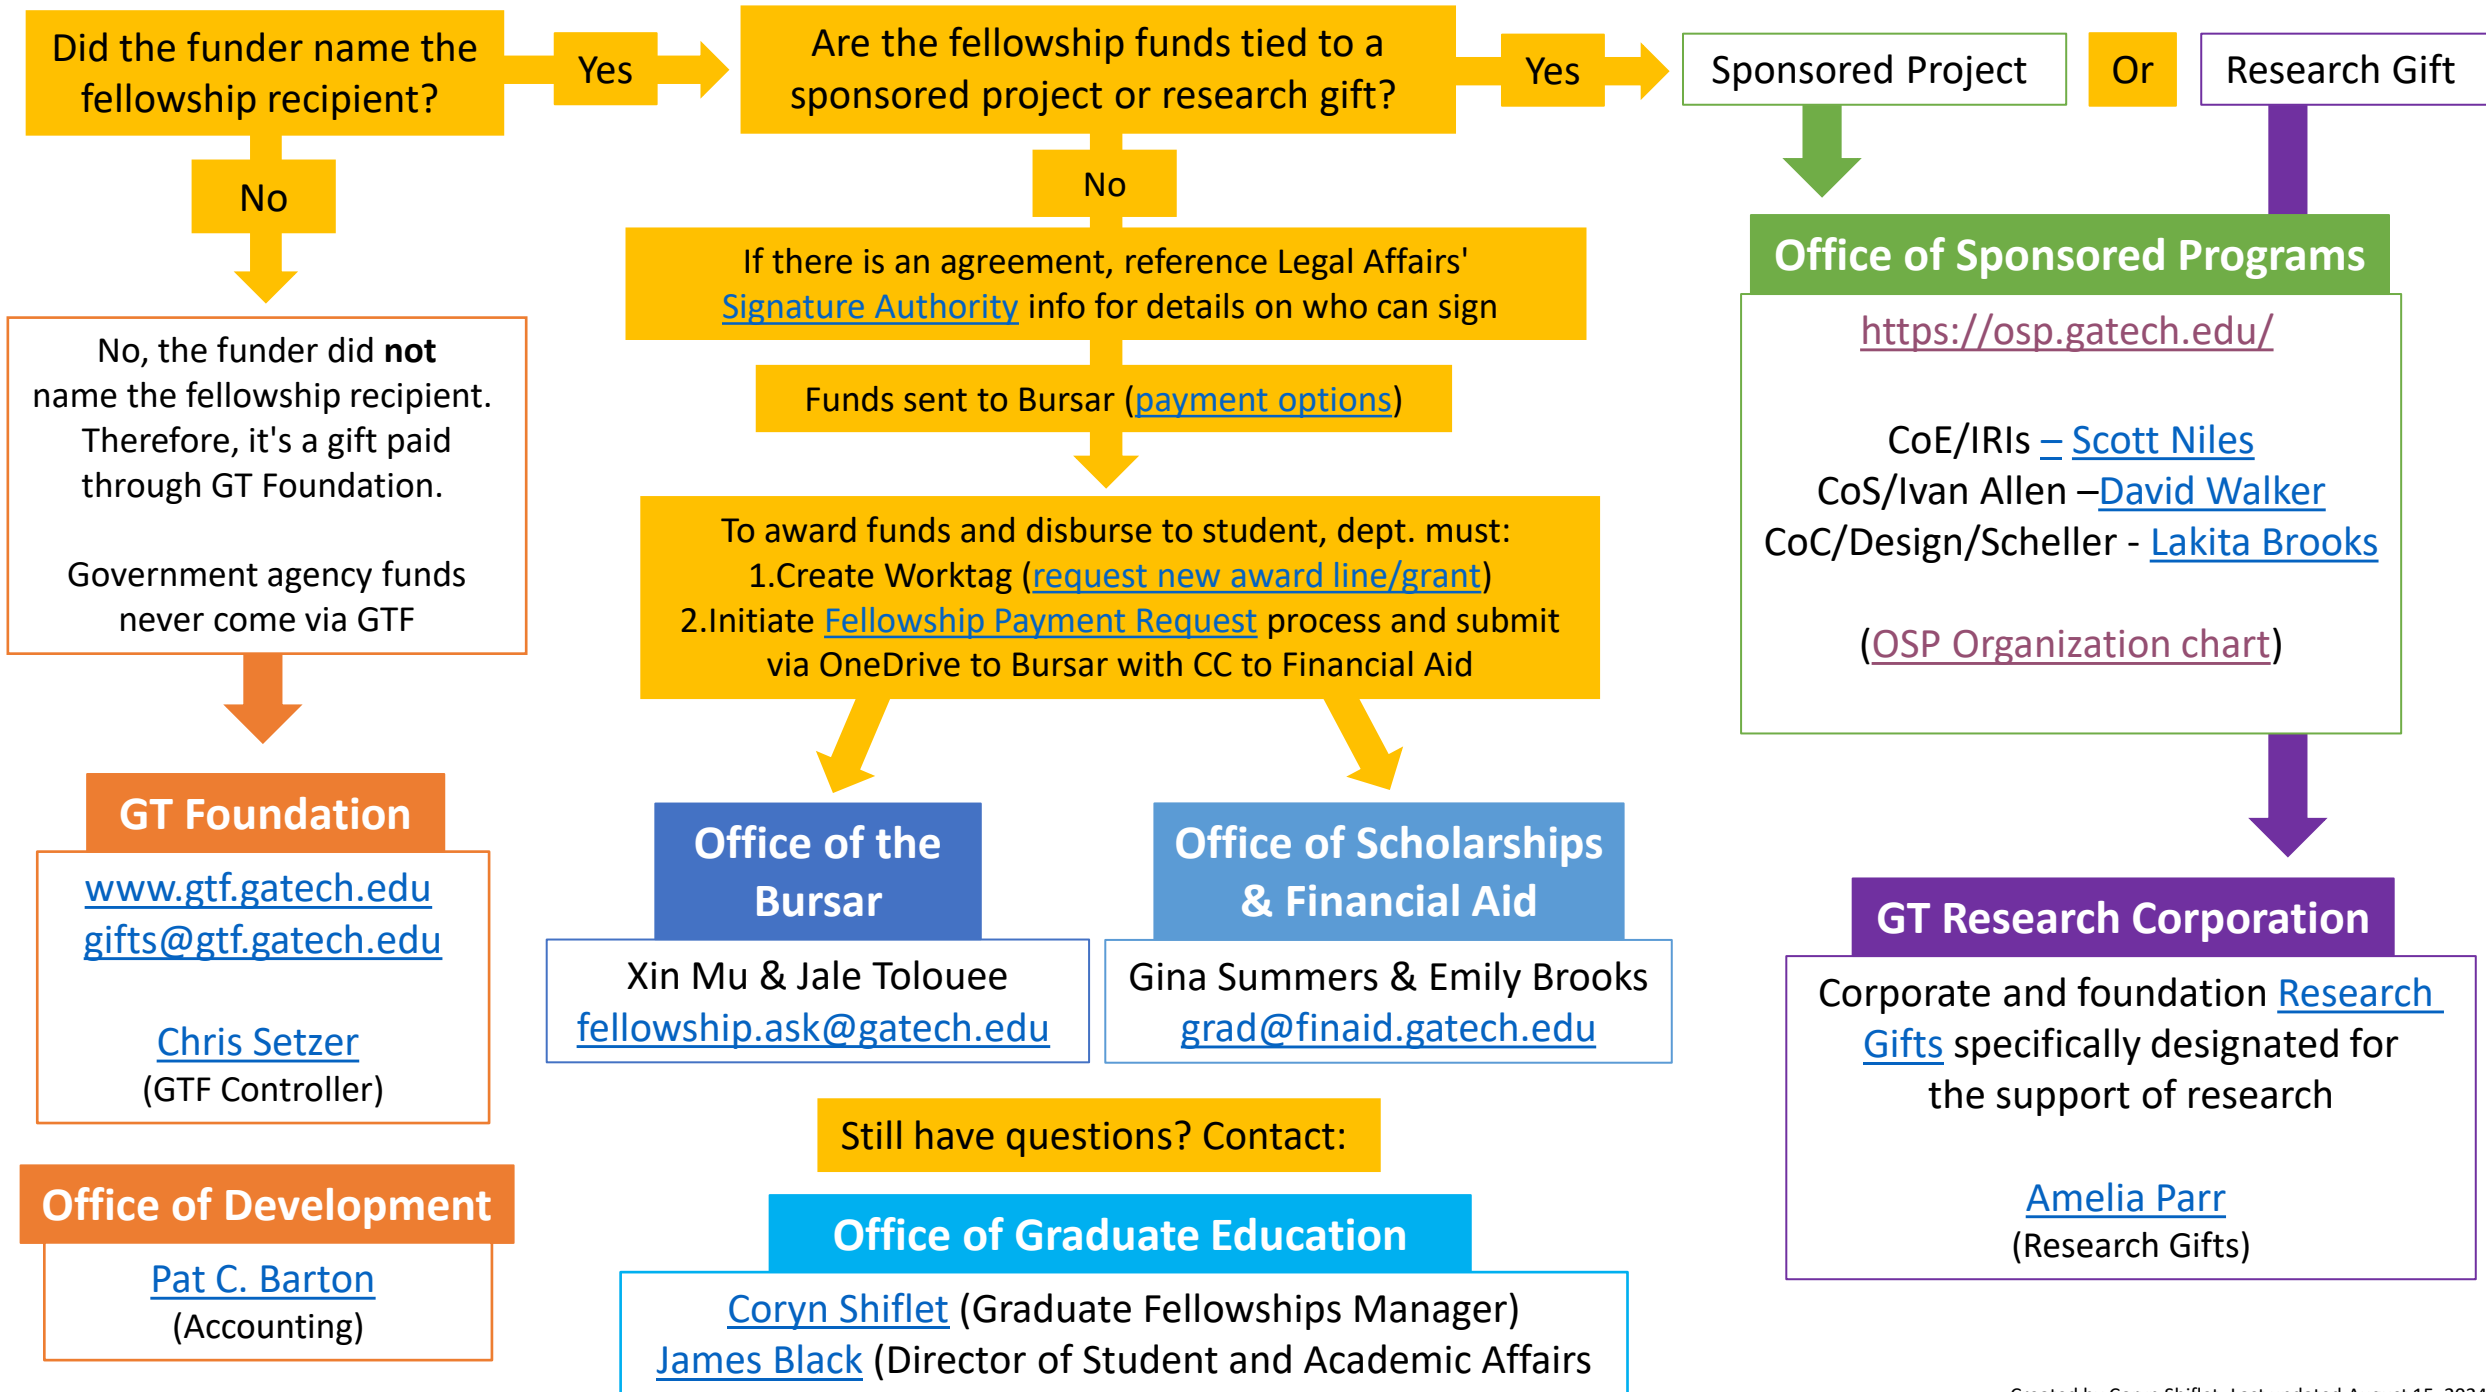 Did the funder name the
fellowship recipient?
Yes
Are the fellowship funds tied to a
sponsored project or research gift?
Yes
Sponsored Project
Or
Research Gift
No
No, the funder did not
name the fellowship recipient.
Therefore, it's a gift paid
through GT Foundation.
Government agency funds
never come via GTF
GT Foundation
www.gtf.gatech.edu
gifts@gtf.gatech.edu
Chris Setzer
(GTF Controller)
Office of Development
Pat C. Barton
(Accounting)
No
If there is an agreement, reference Legal Affairs'
Signature Authority info for details on who can sign
Funds sent to Bursar (payment options)
To award funds and disburse to student, dept. must:
1.Create Worktag (request new award line/grant)
2.Initiate Fellowship Payment Request process and submit
via OneDrive to Bursar with CC to Financial Aid
Office of the
Bursar
Xin Mu & Jale Tolouee
fellowship.ask@gatech.edu
Office of Scholarships
& Financial Aid
Gina Summers & Emily Brooks
grad@finaid.gatech.edu
Still have questions? Contact:
Office of Graduate Education
Coryn Shiflet (Graduate Fellowships Manager)
James Black (Director of Student and Academic Affairs
Office of Sponsored Programs
https://osp.gatech.edu/
CoE/IRIs – Scott Niles
CoS/Ivan Allen –David Walker
CoC/Design/Scheller - Lakita Brooks
(OSP Organization chart)
GT Research Corporation
Corporate and foundation Research
Gifts specifically designated for
the support of research
Amelia Parr
(Research Gifts)
Created by Coryn Shiflet. Last updated August 15, 2024